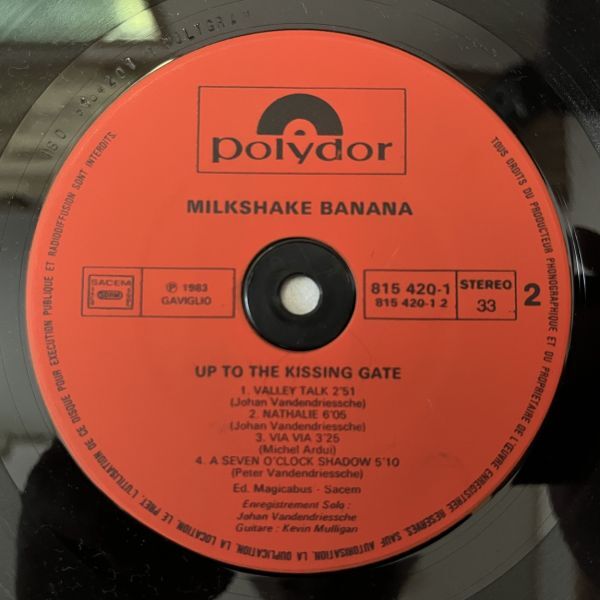 polydor
MILKSHAKE BANANA
SACEM
SDRM
℗ 1983
GAVIGLIO
815 420-1
815 420-1.2
STEREO
33
2
UP TO THE KISSING GATE
1. VALLEY TALK 2'51
(Johan Vandendriessche)
2. NATHALIE 6'05
(Johan Vandendriessche)
3. VIA VIA 3'25
(Michel Ardui)
4. A SEVEN O'CLOCK SHADOW 5'10
(Peter Vandendriessche)
Ed. Magicabus - Sacem
Enregistrement Solo :
Johan Vandendriessche
Guitare : Kevin Mulligan
TOUS DROITS DU PRODUCTEUR PHONOGRAPHIQUE ET DU PROPRIETAIRE DE L'ŒUVRE ENREGISTREE RESERVES. SAUF AUTORISATION, LA DUPLICATION, LA LOCATION, LE PRET, L'UTILISATION DE CE DISQUE POUR EXECUTION PUBLIQUE ET RADIODIFFUSION SONT INTERDITS.
POLYGRAM